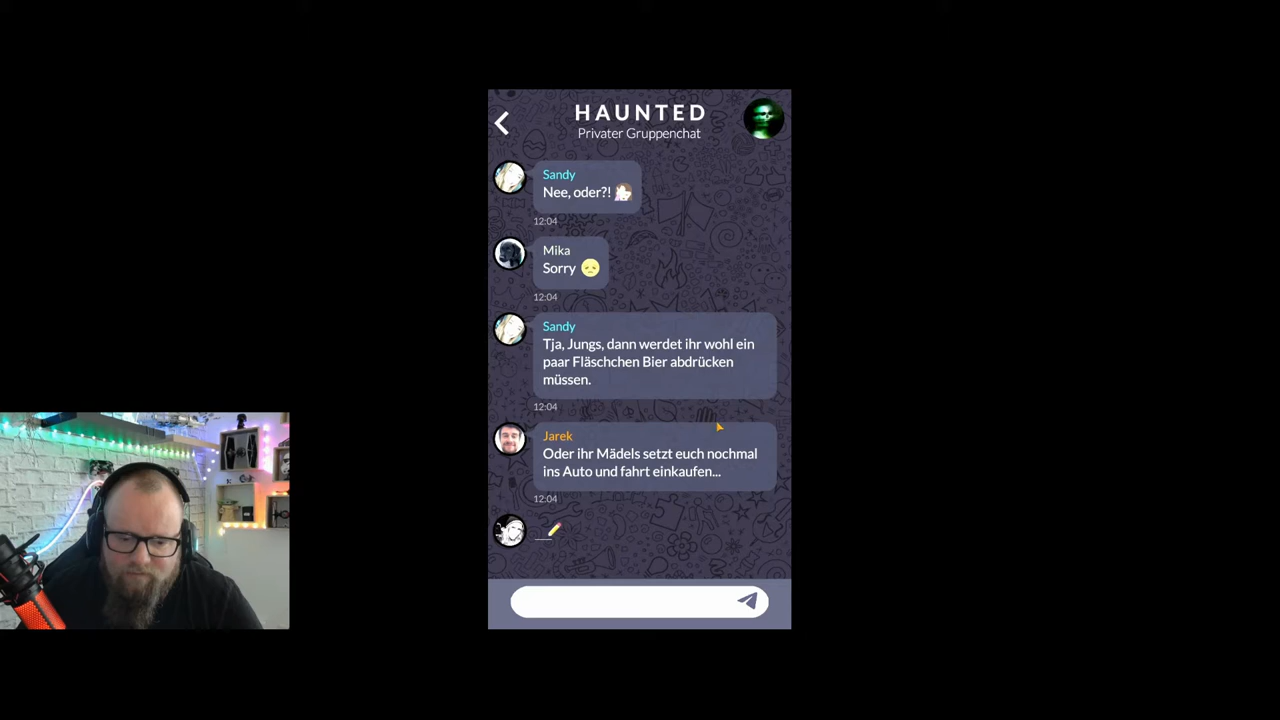 HAUNTED
Privater Gruppenchat
Sandy
Nee, oder?!
12:04
Mika
Sorry
12:04
Sandy
Tja, Jungs, dann werdet ihr wohl ein
paar Fläschchen Bier abdrücken
müssen.
12:04
Jarek
Oder ihr Mädels setzt euch nochmal
ins Auto und fahrt einkaufen...
12:04